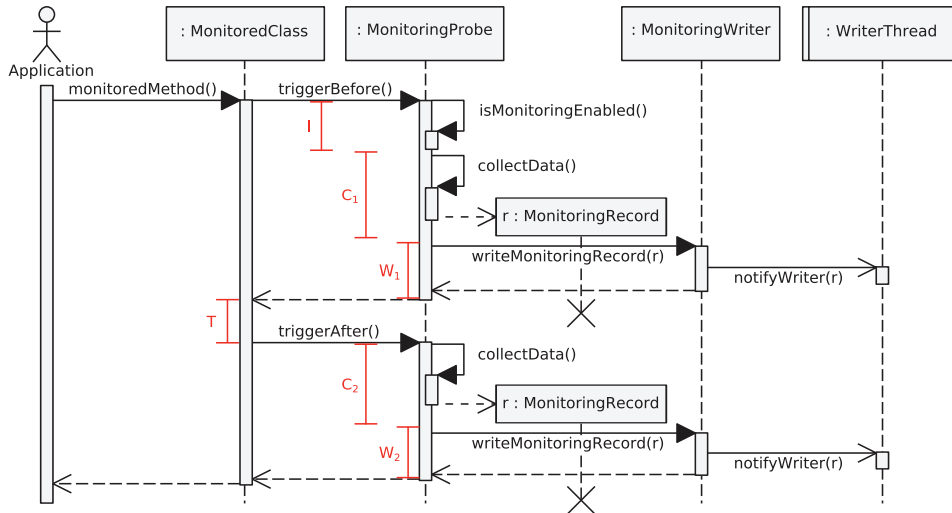 : MonitoredClass
: MonitoringProbe
: MonitoringWriter
: WriterThread
Application
monitoredMethod()
triggerBefore()
isMonitoringEnabled()
I
collectData()
C₁
r : MonitoringRecord
writeMonitoringRecord(r)
W₁
notifyWriter(r)
T
triggerAfter()
collectData()
C₂
r : MonitoringRecord
writeMonitoringRecord(r)
W₂
notifyWriter(r)